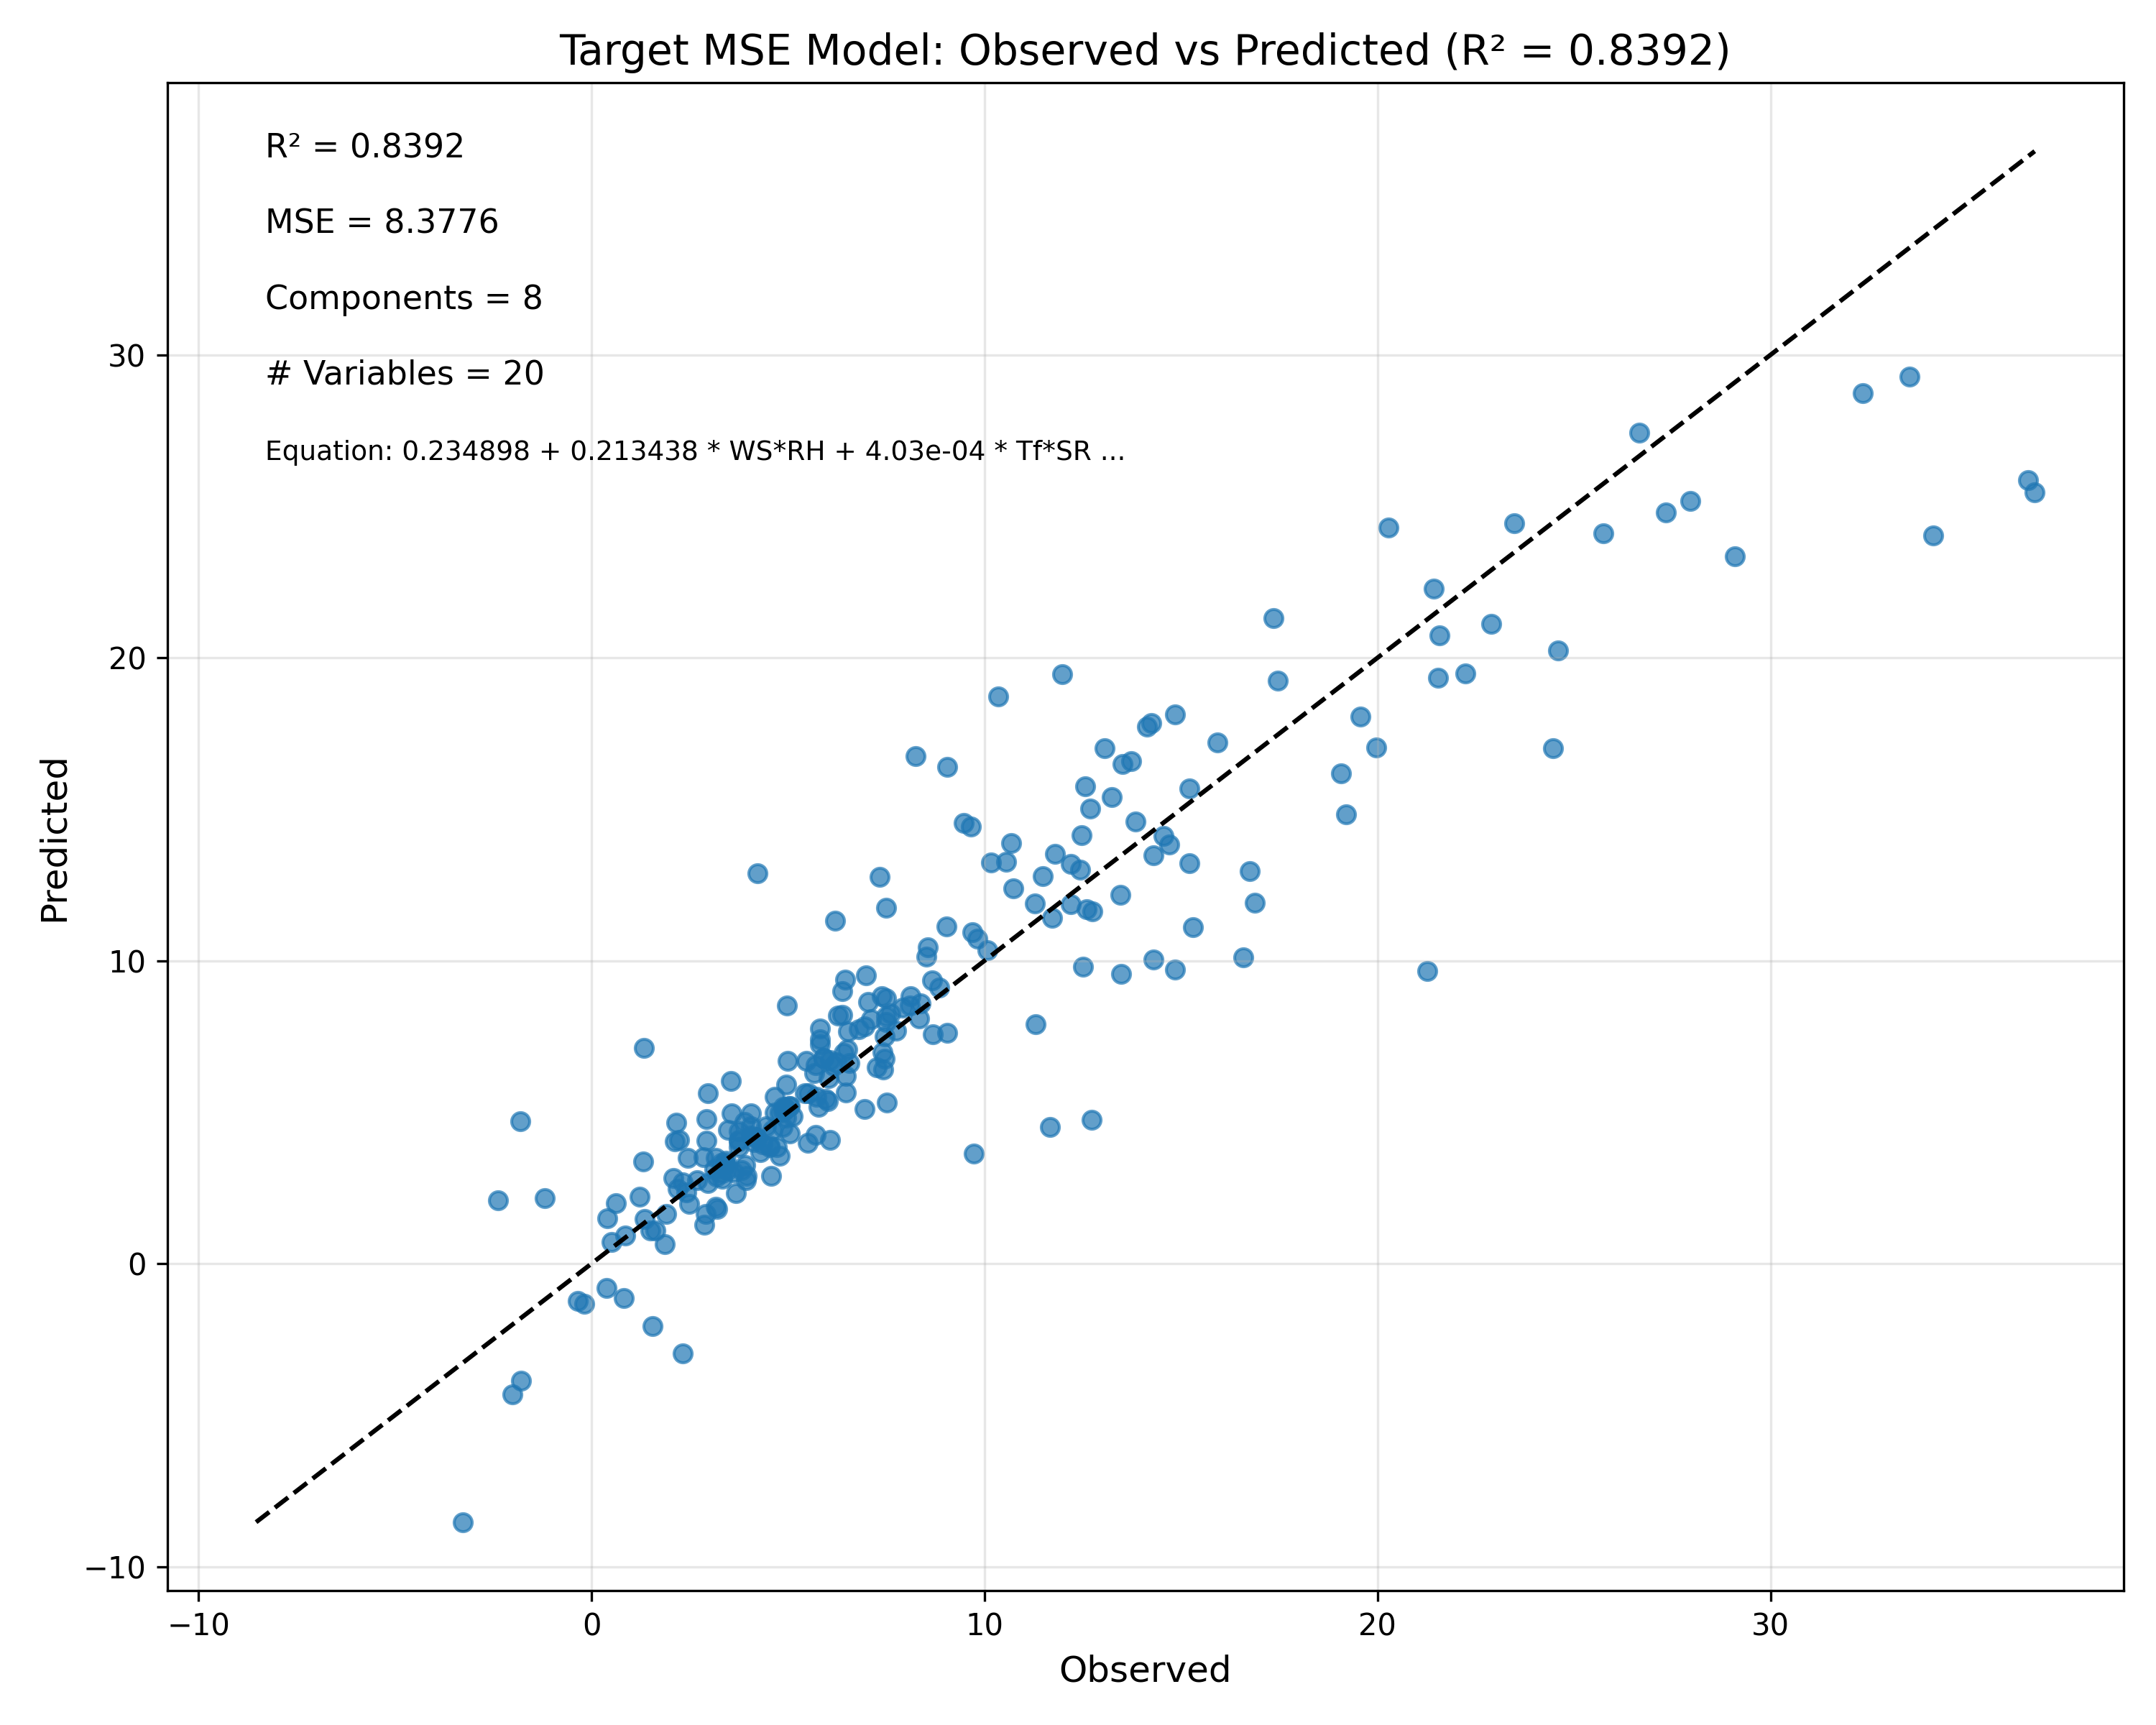 Target MSE Model: Observed vs Predicted (R² = 0.8392)
R² = 0.8392
MSE = 8.3776
Components = 8
# Variables = 20
Equation: 0.234898 + 0.213438 * WS*RH + 4.03e-04 * Tf*SR ...
30
20
10
0
−10
Predicted
−10 0 10 20 30
Observed